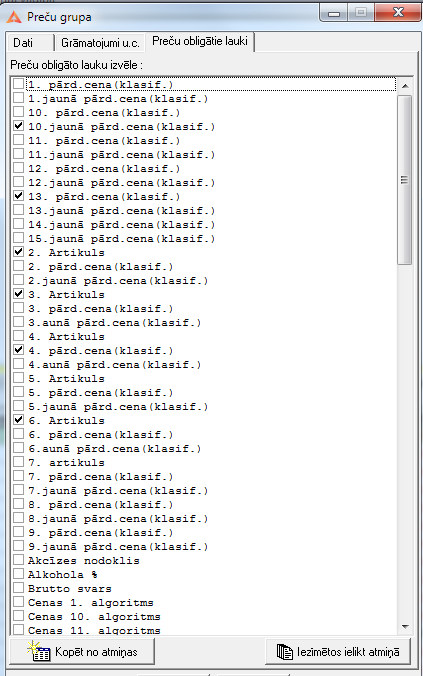 Preču grupa
Dati
Grāmatojumi u.c.
Preču obligātie lauki
Preču obligāto lauku izvēle :
1. pārd.cena(klasif.)
1.jaunā pārd.cena(klasif.)
10. pārd.cena(klasif.)
10.jaunā pārd.cena(klasif.)
11. pārd.cena(klasif.)
11.jaunā pārd.cena(klasif.)
12. pārd.cena(klasif.)
12.jaunā pārd.cena(klasif.)
13. pārd.cena(klasif.)
13.jaunā pārd.cena(klasif.)
14.jaunā pārd.cena(klasif.)
15.jaunā pārd.cena(klasif.)
2. Artikuls
2. pārd.cena(klasif.)
2.jaunā pārd.cena(klasif.)
3. Artikuls
3. pārd.cena(klasif.)
3.aunā pārd.cena(klasif.)
4. Artikuls
4. pārd.cena(klasif.)
4.aunā pārd.cena(klasif.)
5. Artikuls
5. pārd.cena(klasif.)
5.jaunā pārd.cena(klasif.)
6. Artikuls
6. pārd.cena(klasif.)
6.aunā pārd.cena(klasif.)
7. artikuls
7. pārd.cena(klasif.)
7.jaunā pārd.cena(klasif.)
8. pārd.cena(klasif.)
8.jaunā pārd.cena(klasif.)
9. pārd.cena(klasif.)
9.jaunā pārd.cena(klasif.)
Akcīzes nodoklis
Alkohola %
Brutto svars
Cenas 1. algoritms
Cenas 10. algoritms
Cenas 11. algoritms
Kopēt no atmiņas
Iezīmētos ielikt atmiņā